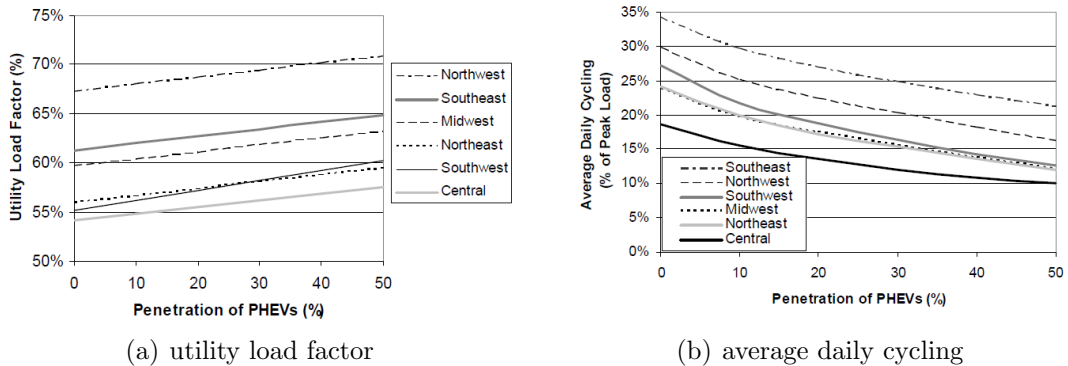 75%
70%
65%
60%
55%
50%
Utility Load Factor (%)
0 10 20 30 40 50
Penetration of PHEVs (%)
Northwest
Southeast
Midwest
Northeast
Southwest
Central
(a) utility load factor
35%
30%
25%
20%
15%
10%
5%
0%
Average Daily Cycling
(% of Peak Load)
Southeast
Northwest
Southwest
Midwest
Northeast
Central
0 10 20 30 40 50
Penetration of PHEVs (%)
(b) average daily cycling